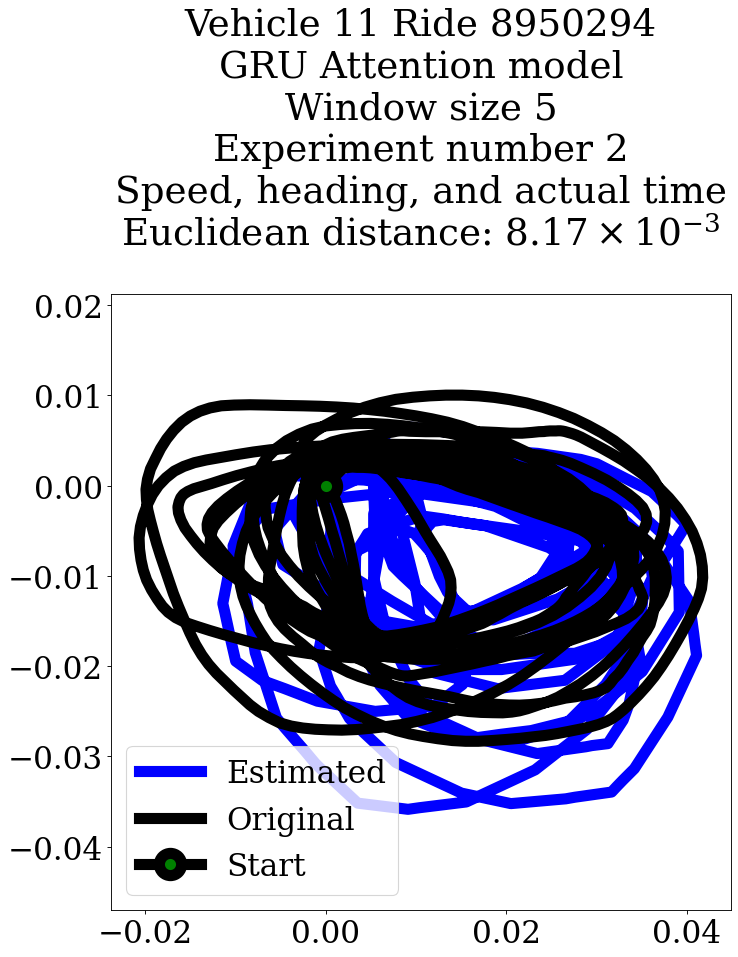 Vehicle 11 Ride 8950294
GRU Attention model
Window size 5
Experiment number 2
Speed, heading, and actual time
Euclidean distance: 8.17 × 10⁻³
0.02
0.01
0.00
−0.01
−0.02
−0.03
−0.04
Estimated
Original
Start
−0.02 0.00 0.02 0.04